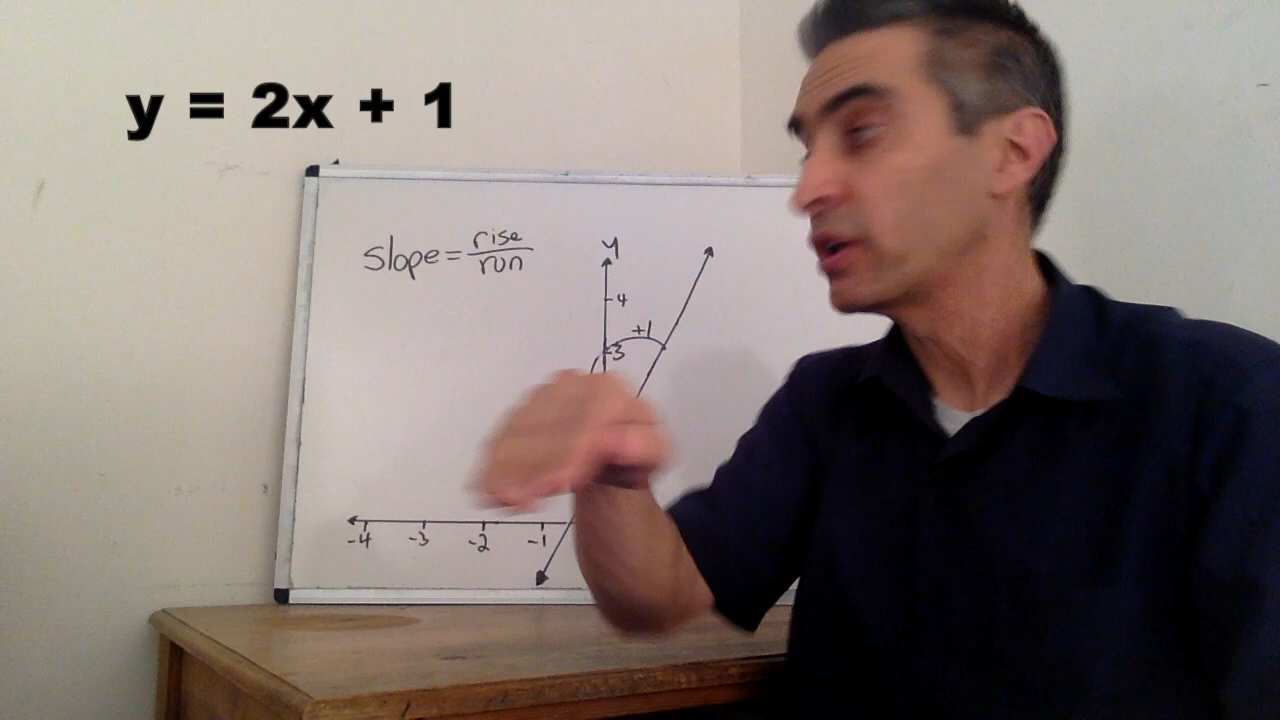 y = 2x + 1
slope = rise/run
y
4
+1
3
-4 -3 -2 -1